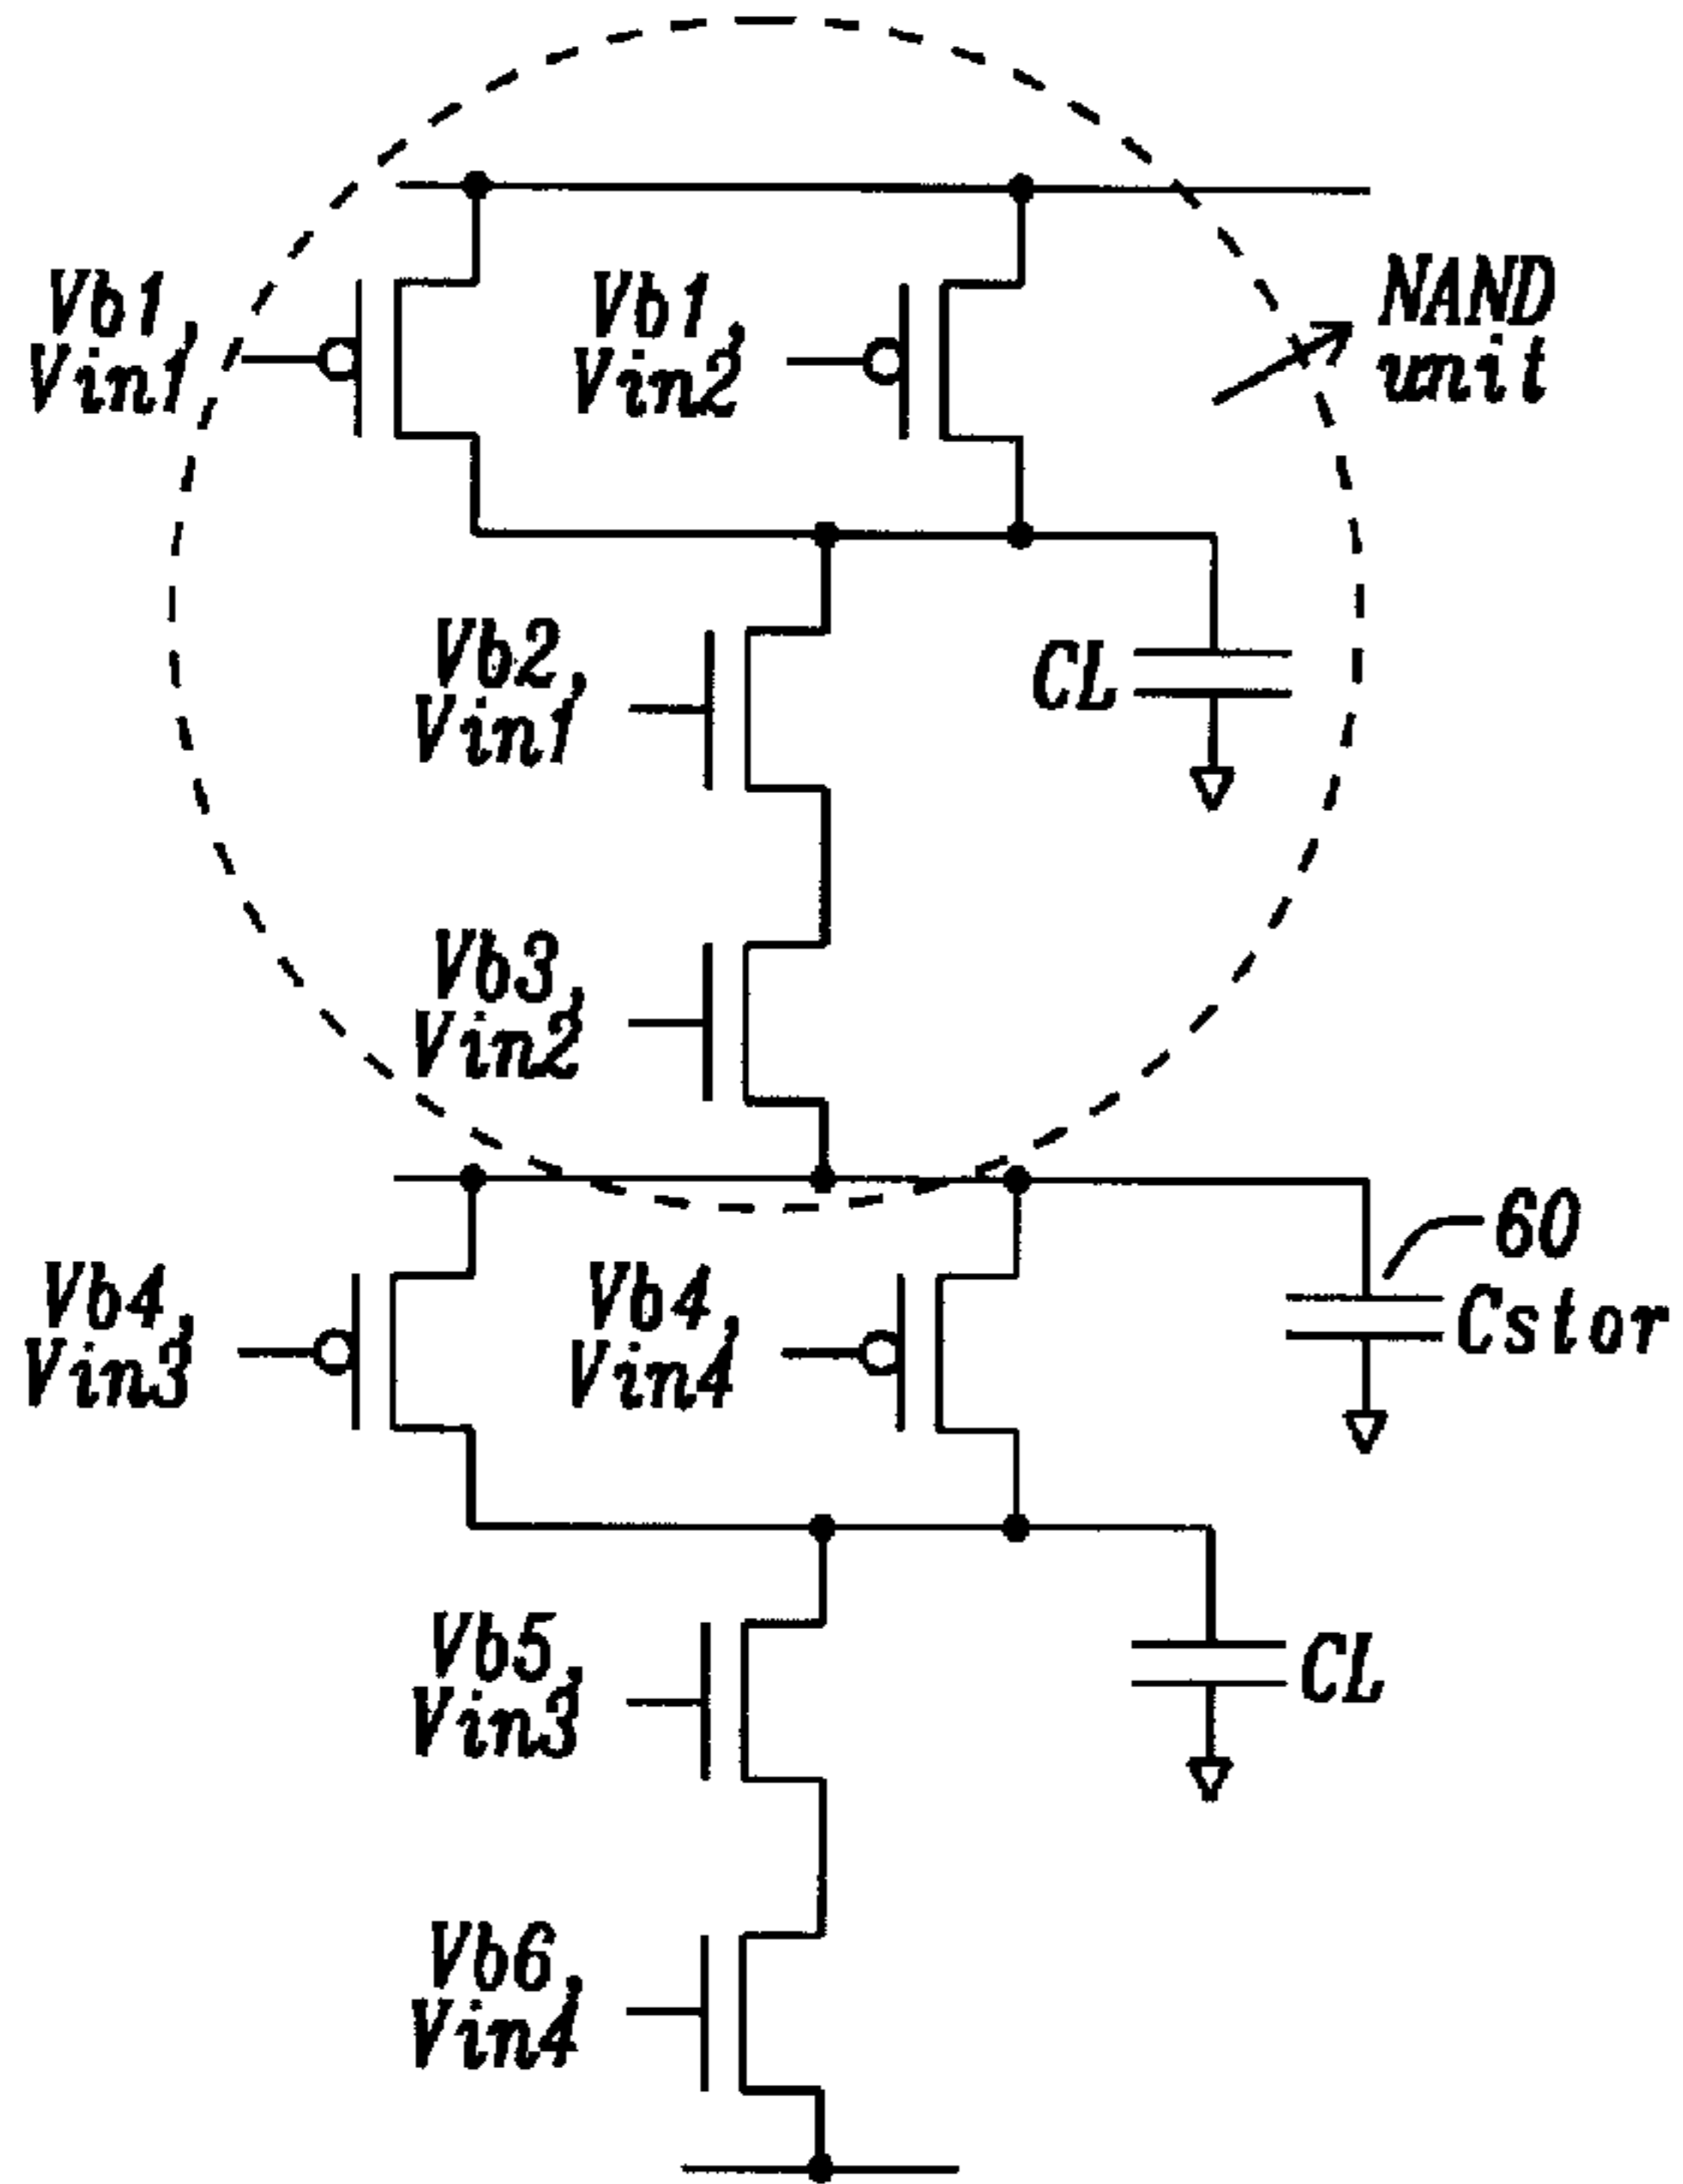 Vb1,
Vin1
Vb1,
Vin2
NAND
unit
Vb2,
Vin1
CL
Vb3,
Vin2
60
Cstor
Vb4,
Vin3
Vb4,
Vin4
Vb5,
Vin3
CL
Vb6,
Vin4